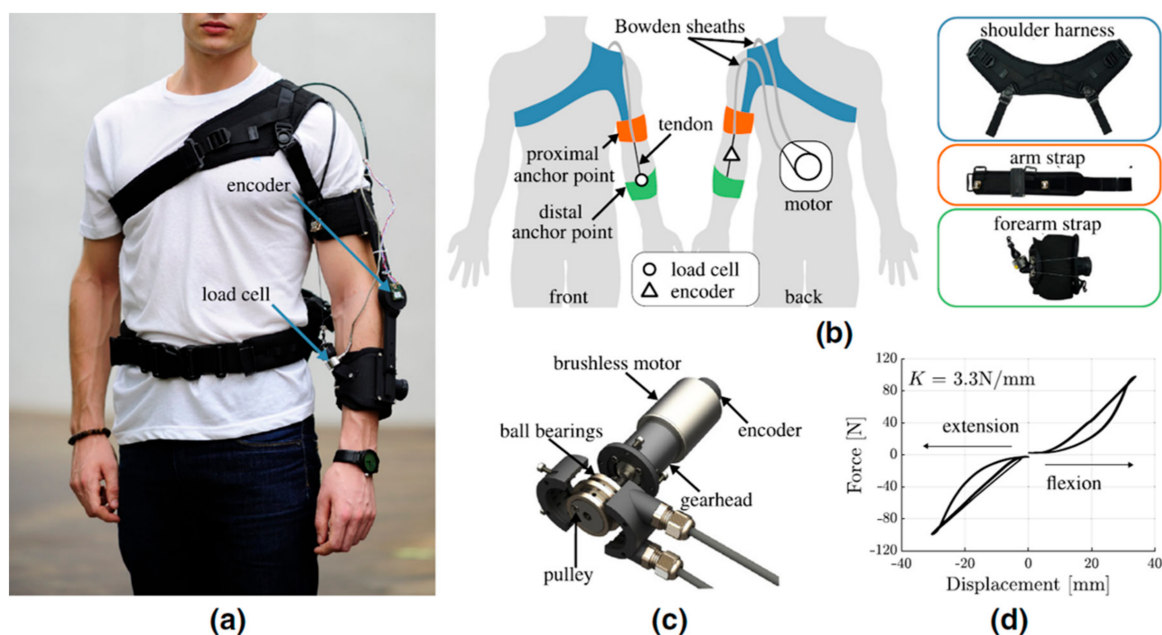 encoder
load cell
(a)
Bowden sheaths
tendon
proximal
anchor point
distal
anchor point
motor
load cell
encoder
front
back
shoulder harness
arm strap
forearm strap
(b)
brushless motor
ball bearings
encoder
gearhead
pulley
(c)
K = 3.3N/mm
extension
flexion
Force [N]
120
80
40
0
-40
-80
-120
-40
-20
0
20
40
Displacement [mm]
(d)